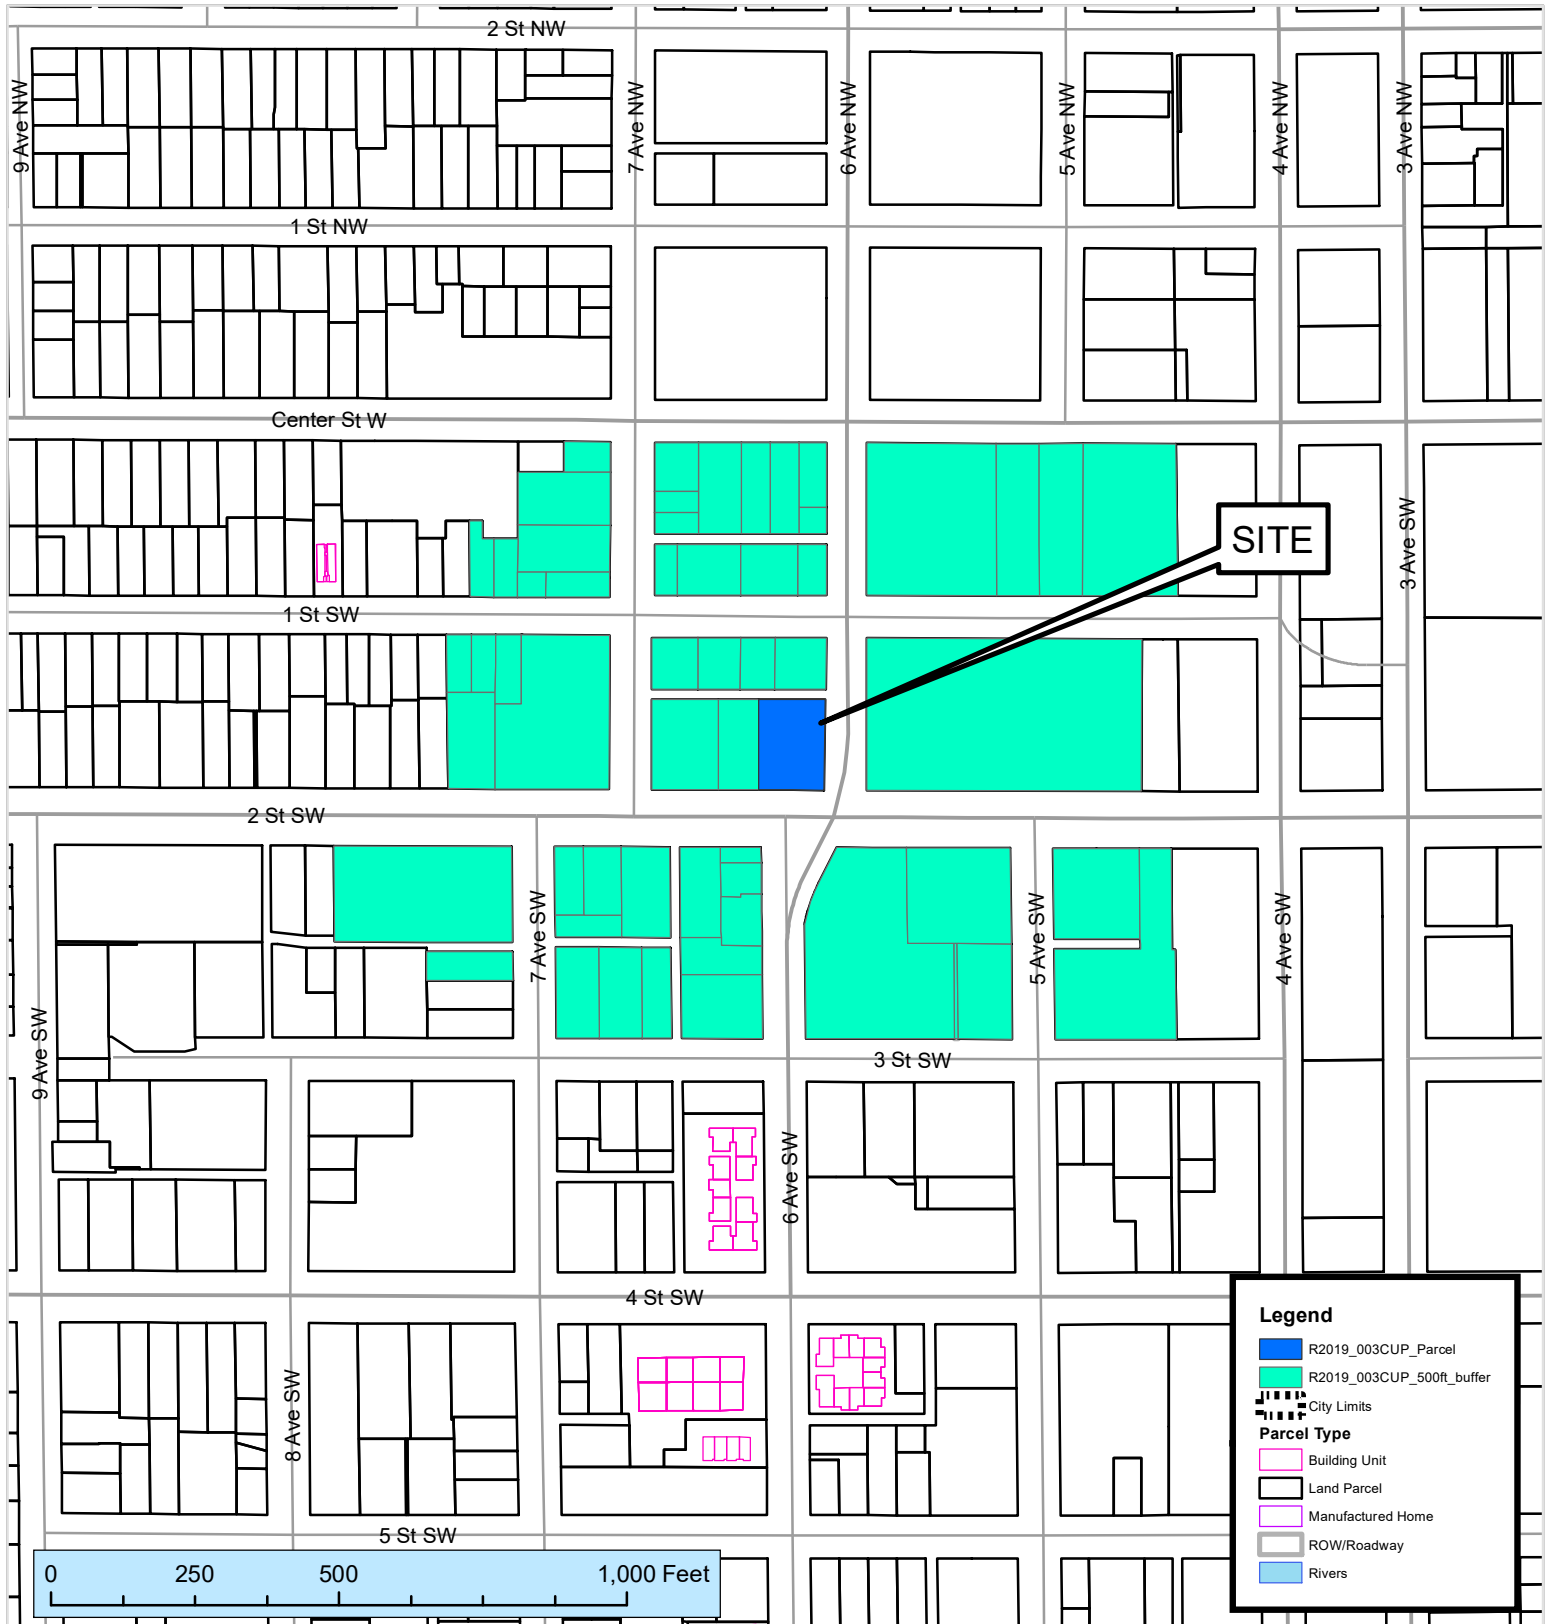 2 St NW
9 Ave NW
7 Ave NW
6 Ave NW
5 Ave NW
4 Ave NW
3 Ave NW
1 St NW
Center St W
SITE
3 Ave SW
1 St SW
2 St SW
7 Ave SW
5 Ave SW
4 Ave SW
9 Ave SW
3 St SW
6 Ave SW
4 St SW
8 Ave SW
5 St SW
Legend
R2019_003CUP_Parcel
R2019_003CUP_500ft_buffer
City Limits
Parcel Type
Building Unit
Land Parcel
Manufactured Home
ROW/Roadway
Rivers
0 250 500 1,000 Feet